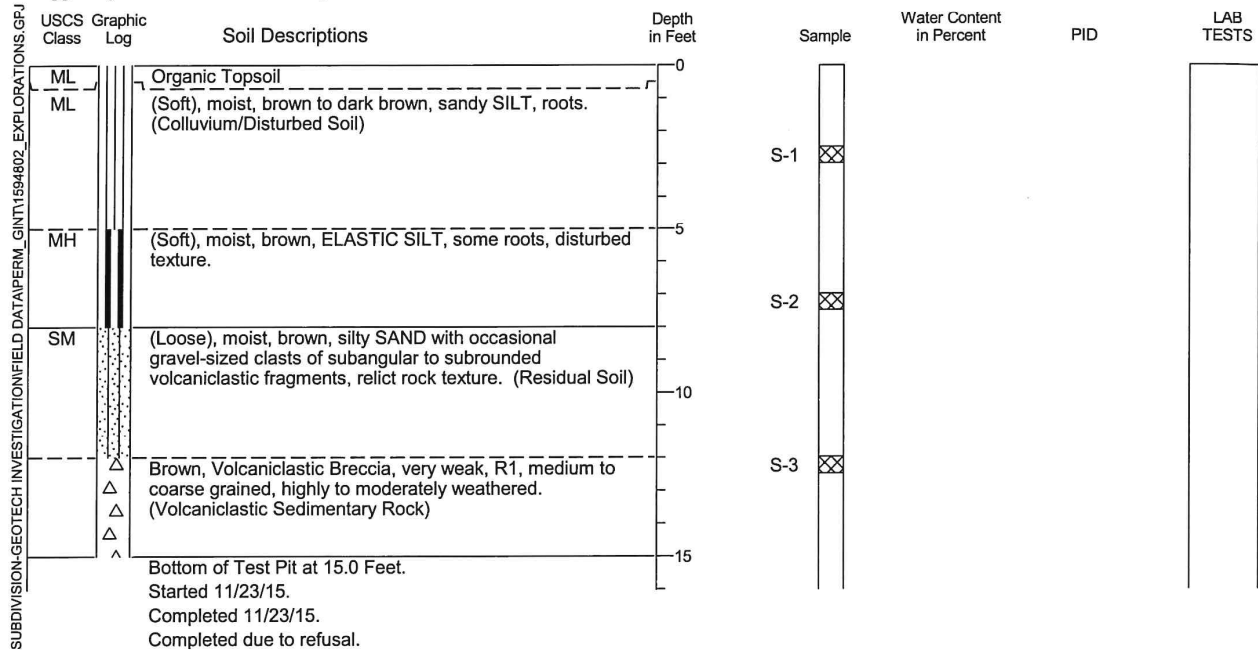 SUBDIVISION-GEOTECH INVESTIGATION\FIELD DATA\PERM_GINT\1594802_EXPLORATIONS.GPJ
USCS Class
Graphic Log
Soil Descriptions
Depth in Feet
Sample
Water Content in Percent
PID
LAB TESTS
0
ML
Organic Topsoil
ML
(Soft), moist, brown to dark brown, sandy SILT, roots.
(Colluvium/Disturbed Soil)
S-1
5
MH
(Soft), moist, brown, ELASTIC SILT, some roots, disturbed
texture.
S-2
SM
(Loose), moist, brown, silty SAND with occasional
gravel-sized clasts of subangular to subrounded
volcaniclastic fragments, relict rock texture. (Residual Soil)
10
S-3
Brown, Volcaniclastic Breccia, very weak, R1, medium to
coarse grained, highly to moderately weathered.
(Volcaniclastic Sedimentary Rock)
15
Bottom of Test Pit at 15.0 Feet.
Started 11/23/15.
Completed 11/23/15.
Completed due to refusal.